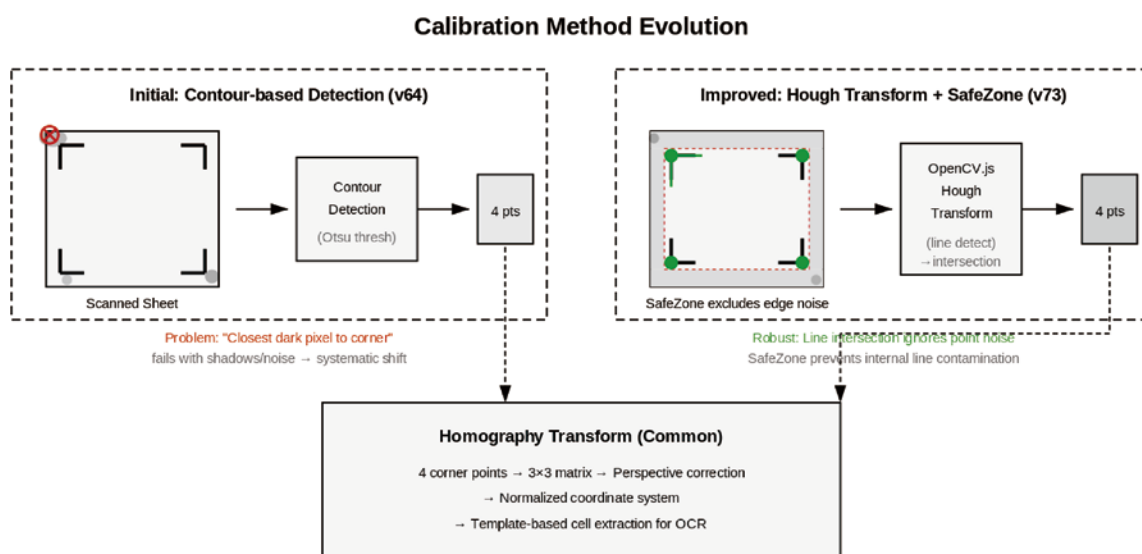 Calibration Method Evolution
Initial: Contour-based Detection (v64)
Contour
Detection
(Otsu thresh)
4 pts
Scanned Sheet
Problem: "Closest dark pixel to corner"
fails with shadows/noise → systematic shift
Improved: Hough Transform + SafeZone (v73)
OpenCV.js
Hough
Transform
(line detect)
→intersection
4 pts
SafeZone excludes edge noise
Robust: Line intersection ignores point noise
SafeZone prevents internal line contamination
Homography Transform (Common)
4 corner points → 3×3 matrix → Perspective correction
→ Normalized coordinate system
→ Template-based cell extraction for OCR